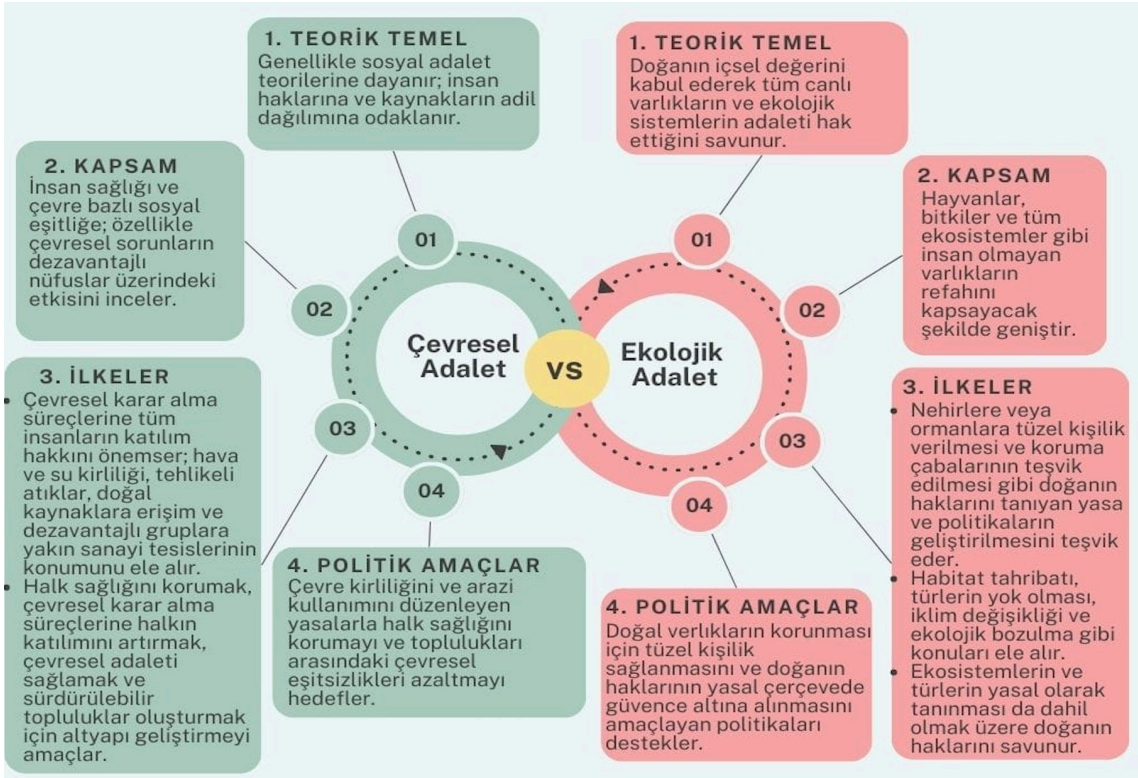 1. TEORİK TEMEL
Genellikle sosyal adalet
teorilerine dayanır; insan
haklarına ve kaynakların adil
dağılımına odaklanır.
2. KAPSAM
İnsan sağlığı ve
çevre bazlı sosyal
eşitliğe; özellikle
çevresel sorunların
dezavantajlı
nüfuslar üzerindeki
etkisini inceler.
3. İLKELER
• Çevresel karar alma
süreçlerine tüm
insanların katılım
hakkını önemser; hava
ve su kirliliği, tehlikeli
atıklar, doğal
kaynaklara erişim ve
dezavantajlı gruplara
yakın sanayi tesislerinin
konumunu ele alır.
• Halk sağlığını korumak,
çevresel karar alma
süreçlerine halkın
katılımını artırmak,
çevresel adaleti
sağlamak ve
sürdürülebilir
topluluklar oluşturmak
için altyapı geliştirmeyi
amaçlar.
4. POLİTİK AMAÇLAR
Çevre kirliliğini ve arazi
kullanımını düzenleyen
yasalarla halk sağlığını
korumayı ve toplulukları
arasındaki çevresel
eşitsizlikleri azaltmayı
hedefler.
01
02
03
04
Çevresel
Adalet
VS
Ekolojik
Adalet
01
02
03
04
1. TEORİK TEMEL
Doğanın içsel değerini
kabul ederek tüm canlı
varlıkların ve ekolojik
sistemlerin adaleti hak
ettiğini savunur.
2. KAPSAM
Hayvanlar,
bitkiler ve tüm
ekosistemler gibi
insan olmayan
varlıkların
refahını
kapsayacak
şekilde geniştir.
3. İLKELER
• Nehirlere veya
ormanlara tüzel kişilik
verilmesi ve koruma
çabalarının teşvik
edilmesi gibi doğanın
haklarını tanıyan yasa
ve politikaların
geliştirilmesini teşvik
eder.
• Habitat tahribatı,
türlerin yok olması,
iklim değişikliği ve
ekolojik bozulma gibi
konuları ele alır.
• Ekosistemlerin ve
türlerin yasal olarak
tanınması da dahil
olmak üzere doğanın
haklarını savunur.
4. POLİTİK AMAÇLAR
Doğal verlıkların korunması
için tüzel kişilik
sağlanmasını ve doğanın
haklarının yasal çerçevede
güvence altına alınmasını
amaçlayan politikaları
destekler.